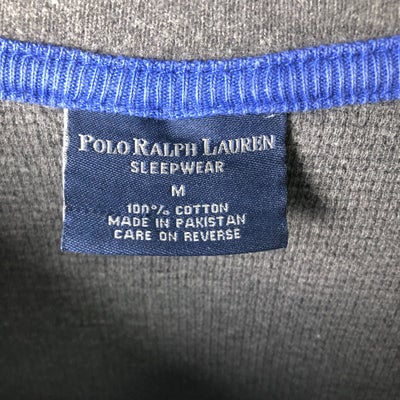 POLO RALPH LAUREN
SLEEPWEAR
M
100% COTTON
MADE IN PAKISTAN
CARE ON REVERSE